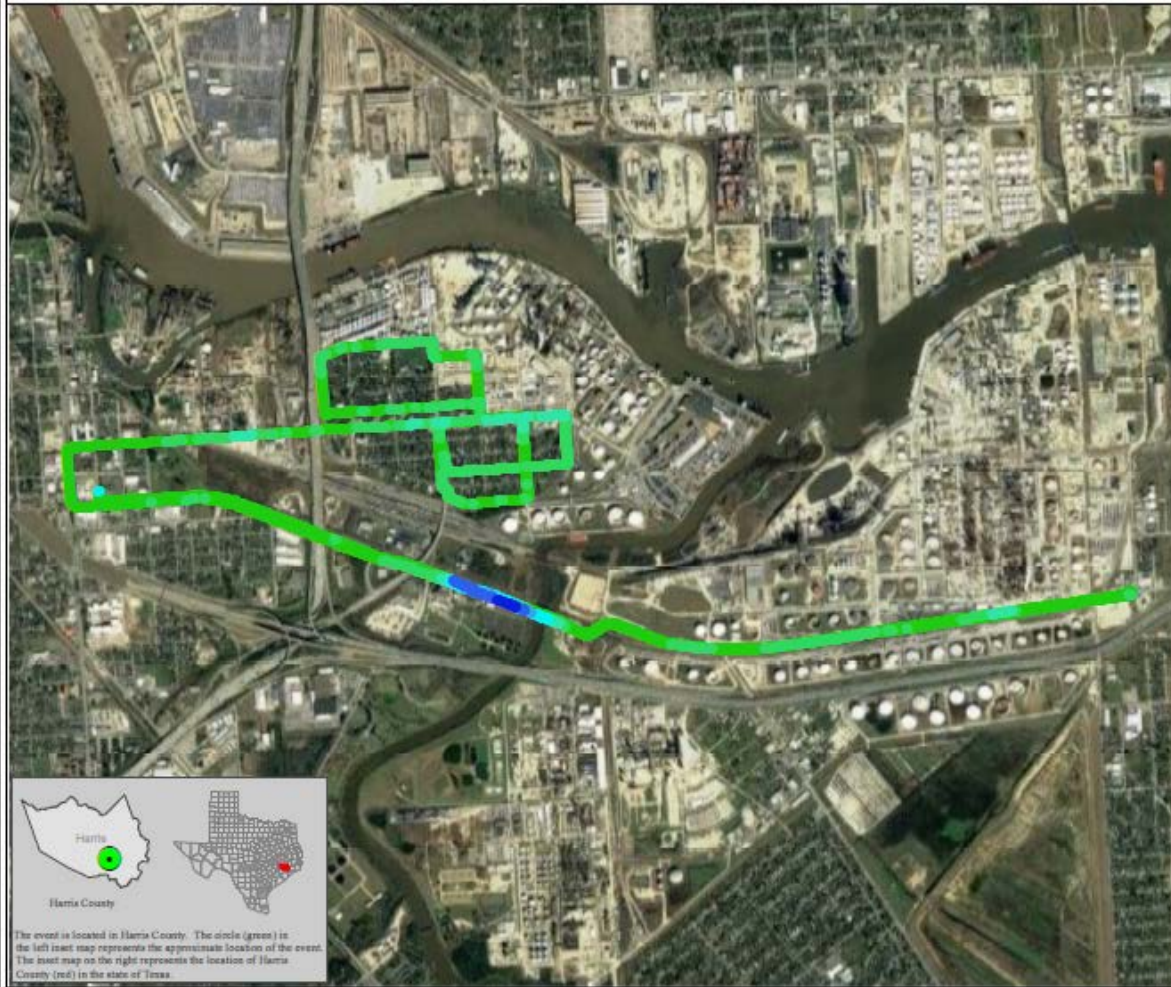 Harris
Harris County
The event is located in Harris County. The circle (green) in
the left inset map represents the approximate location of the event.
The inset map on the right represents the location of Harris
County (red) in the state of Texas.